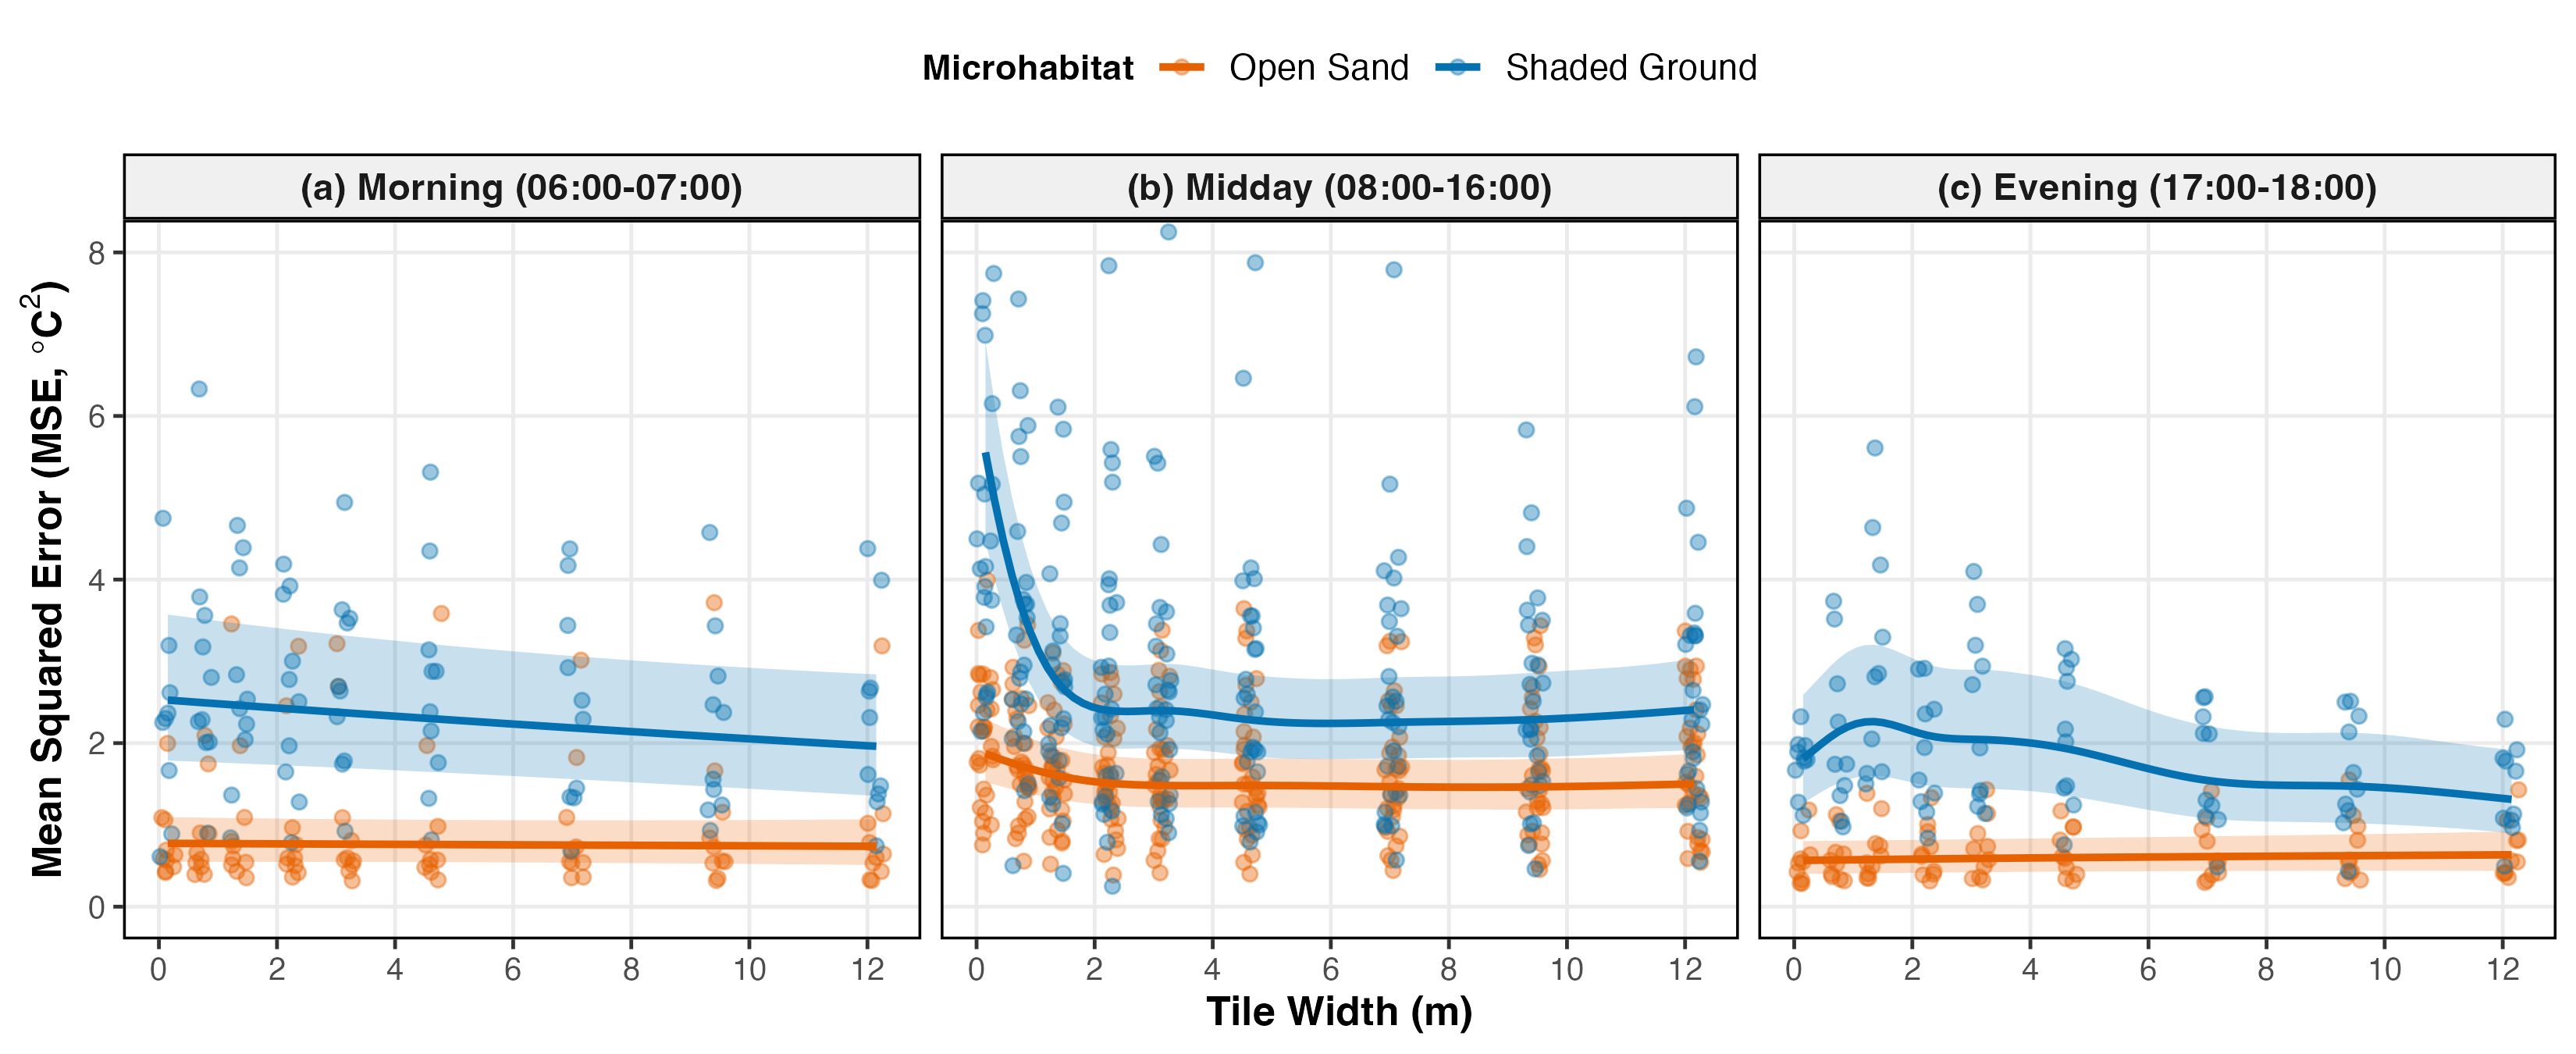 Microhabitat Open Sand Shaded Ground
(a) Morning (06:00-07:00) (b) Midday (08:00-16:00) (c) Evening (17:00-18:00)
Mean Squared Error (MSE, °C²)
8
6
4
2
0
0 2 4 6 8 10 12 0 2 4 6 8 10 12 0 2 4 6 8 10 12
Tile Width (m)